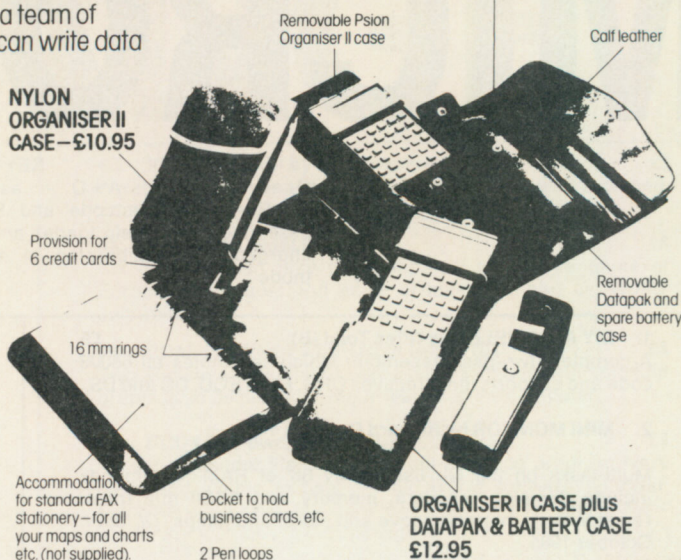 a team of
can write data
Removable Psion
Organiser II case
Calf leather
NYLON
ORGANISER II
CASE – £10.95
Provision for
6 credit cards
Removable
Datapak and
spare battery
case
16 mm rings
Accommodation
for standard FAX
stationery – for all
your maps and charts
etc. (not supplied).
Pocket to hold
business cards, etc
2 Pen loops
ORGANISER II CASE plus
DATAPAK & BATTERY CASE
£12.95